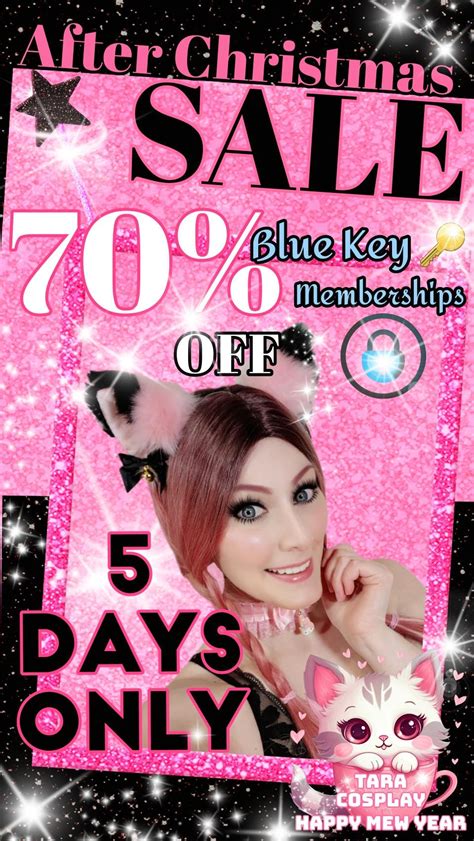 After Christmas
SALE
70%
OFF
Blue Key
Memberships
5
DAYS
ONLY
TARA
COSPLAY
HAPPY MEW YEAR